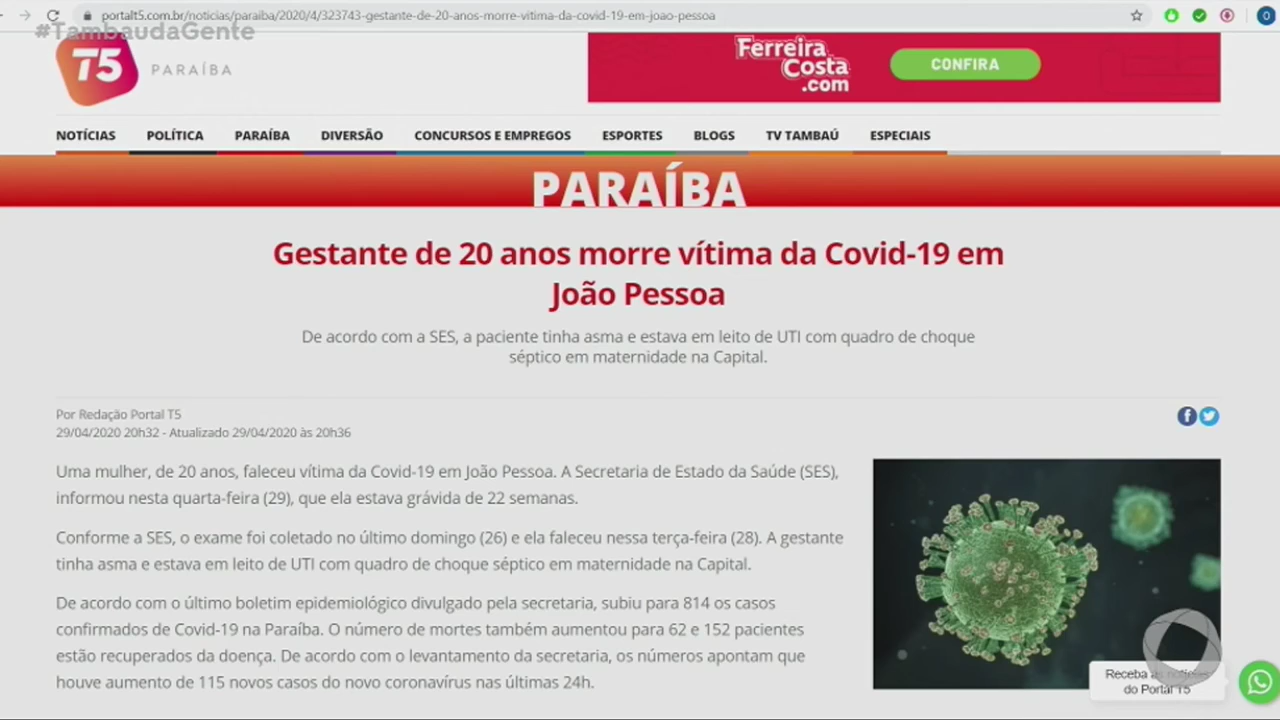 portalt5.com.br/noticias/paraiba/2020/4/323743-gestante-de-20-anos-morre-vitima-da-covid-19-em-joao-pessoa
#TambaudaGente
T5 PARAÍBA
Ferreira
Costa
.com
CONFIRA
NOTÍCIAS POLÍTICA PARAÍBA DIVERSÃO CONCURSOS E EMPREGOS ESPORTES BLOGS TV TAMBAÚ ESPECIAIS
PARAÍBA
Gestante de 20 anos morre vítima da Covid-19 em
João Pessoa
De acordo com a SES, a paciente tinha asma e estava em leito de UTI com quadro de choque
séptico em maternidade na Capital.
Por Redação Portal T5
29/04/2020 20h32 - Atualizado 29/04/2020 às 20h36
Uma mulher, de 20 anos, faleceu vítima da Covid-19 em João Pessoa. A Secretaria de Estado da Saúde (SES),
informou nesta quarta-feira (29), que ela estava grávida de 22 semanas.
Conforme a SES, o exame foi coletado no último domingo (26) e ela faleceu nessa terça-feira (28). A gestante
tinha asma e estava em leito de UTI com quadro de choque séptico em maternidade na Capital.
De acordo com o último boletim epidemiológico divulgado pela secretaria, subiu para 814 os casos
confirmados de Covid-19 na Paraíba. O número de mortes também aumentou para 62 e 152 pacientes
estão recuperados da doença. De acordo com o levantamento da secretaria, os números apontam que
houve aumento de 115 novos casos do novo coronavírus nas últimas 24h.
Receba as notícias
do Portal T5